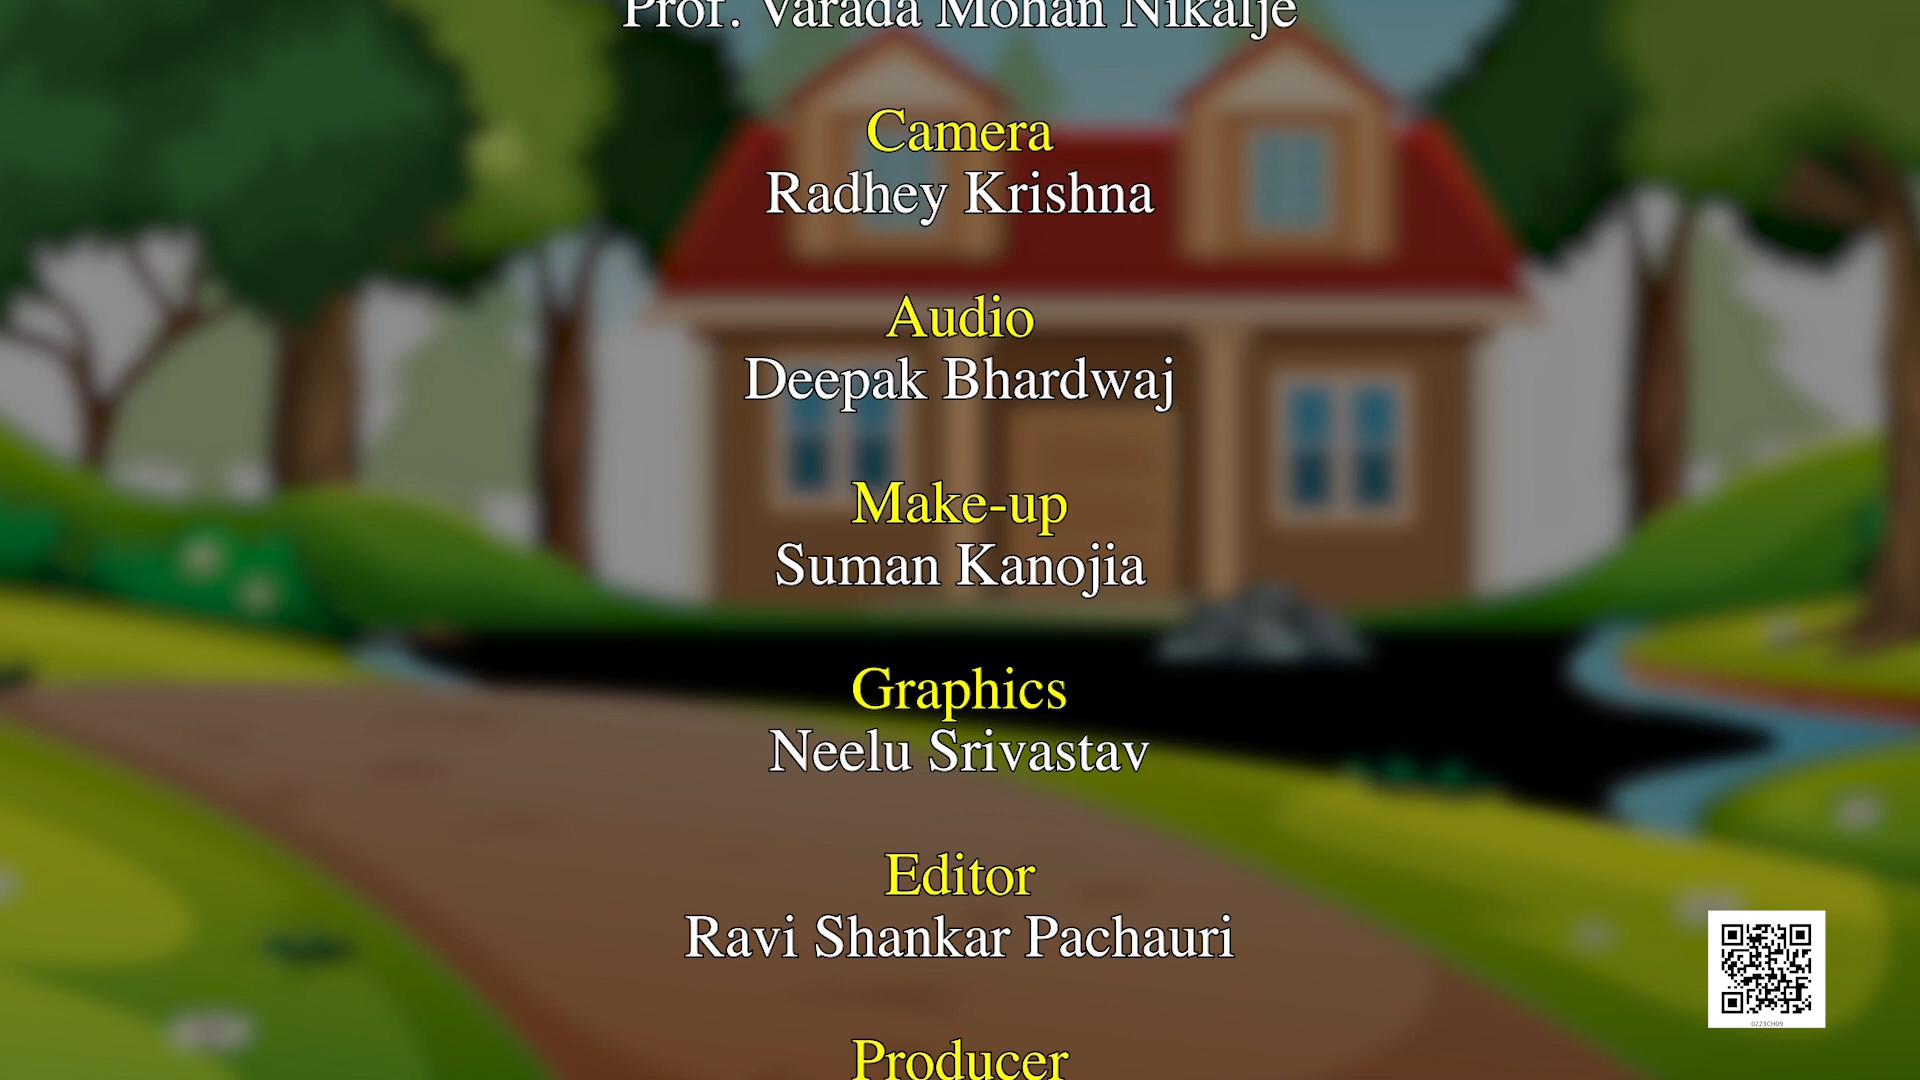 Prof. Varada Mohan Nikalje
Camera
Radhey Krishna
Audio
Deepak Bhardwaj
Make-up
Suman Kanojia
Graphics
Neelu Srivastav
Editor
Ravi Shankar Pachauri
0223CH09
Producer